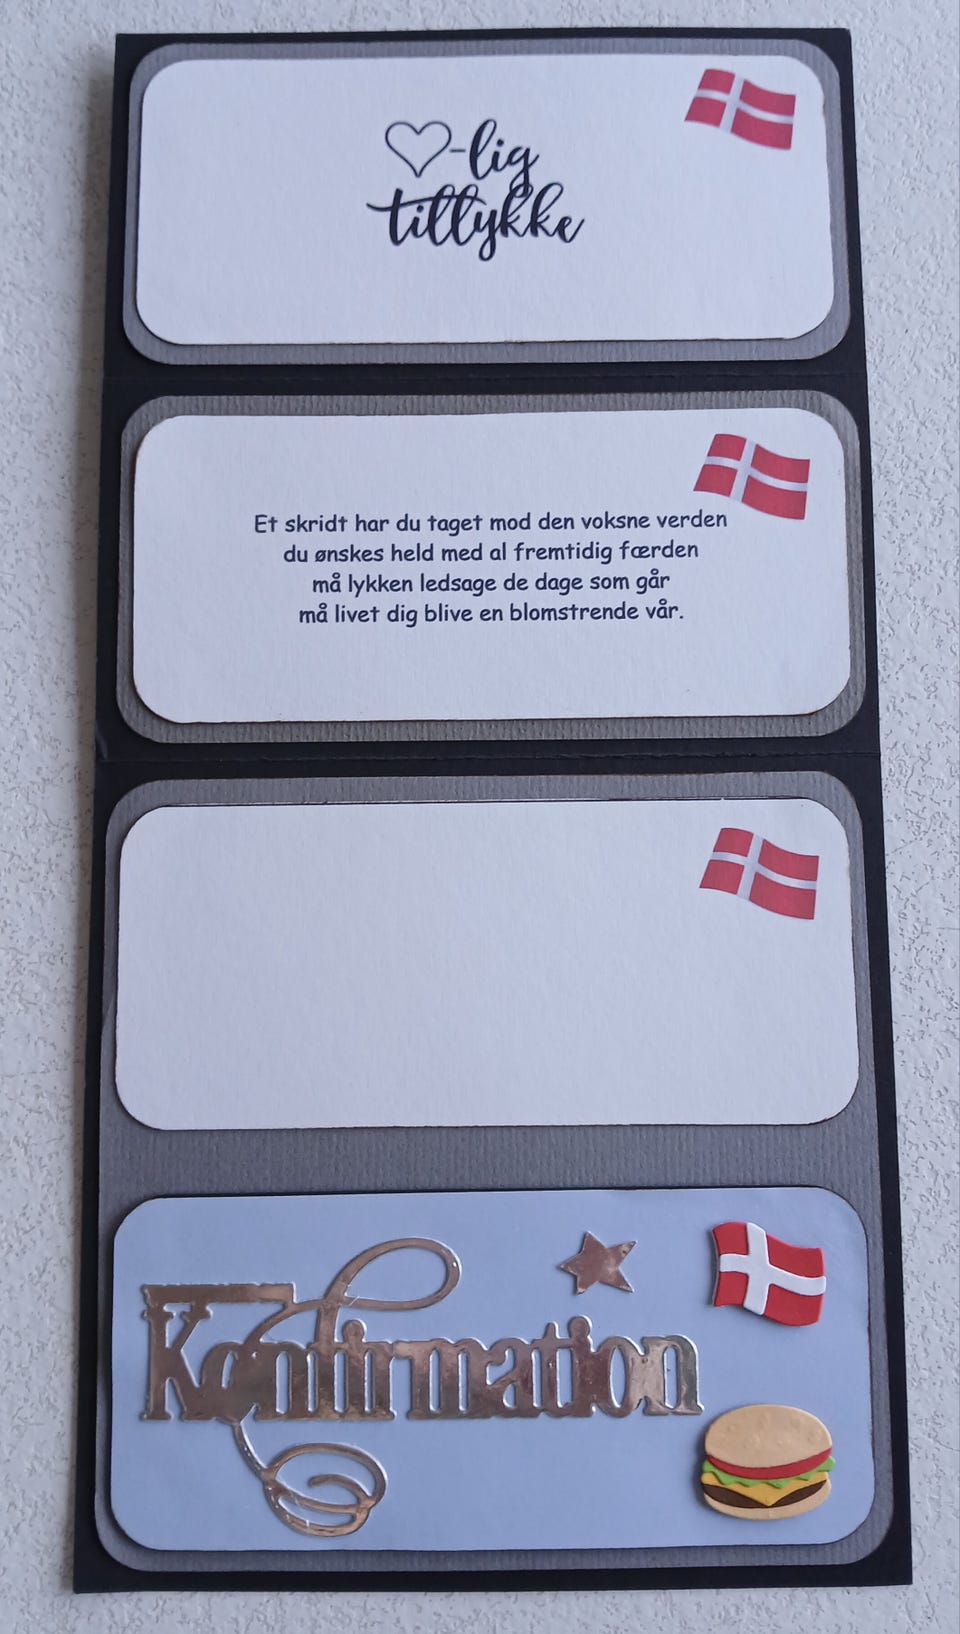 ♡-lig
tillykke
Et skridt har du taget mod den voksne verden
du ønskes held med al fremtidig færden
må lykken ledsage de dage som går
må livet dig blive en blomstrende vår.
Konfirmation